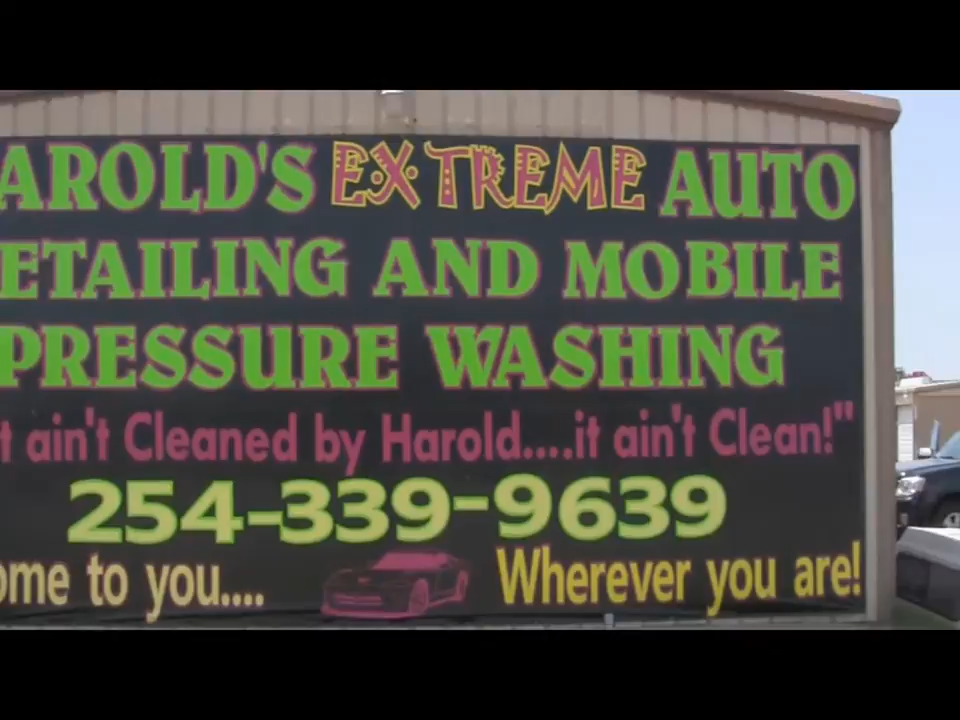 AROLD'S EXTREME AUTO
ETAILING AND MOBILE
PRESSURE WASHING
t ain't Cleaned by Harold....it ain't Clean!"
254-339-9639
ome to you.... Wherever you are!